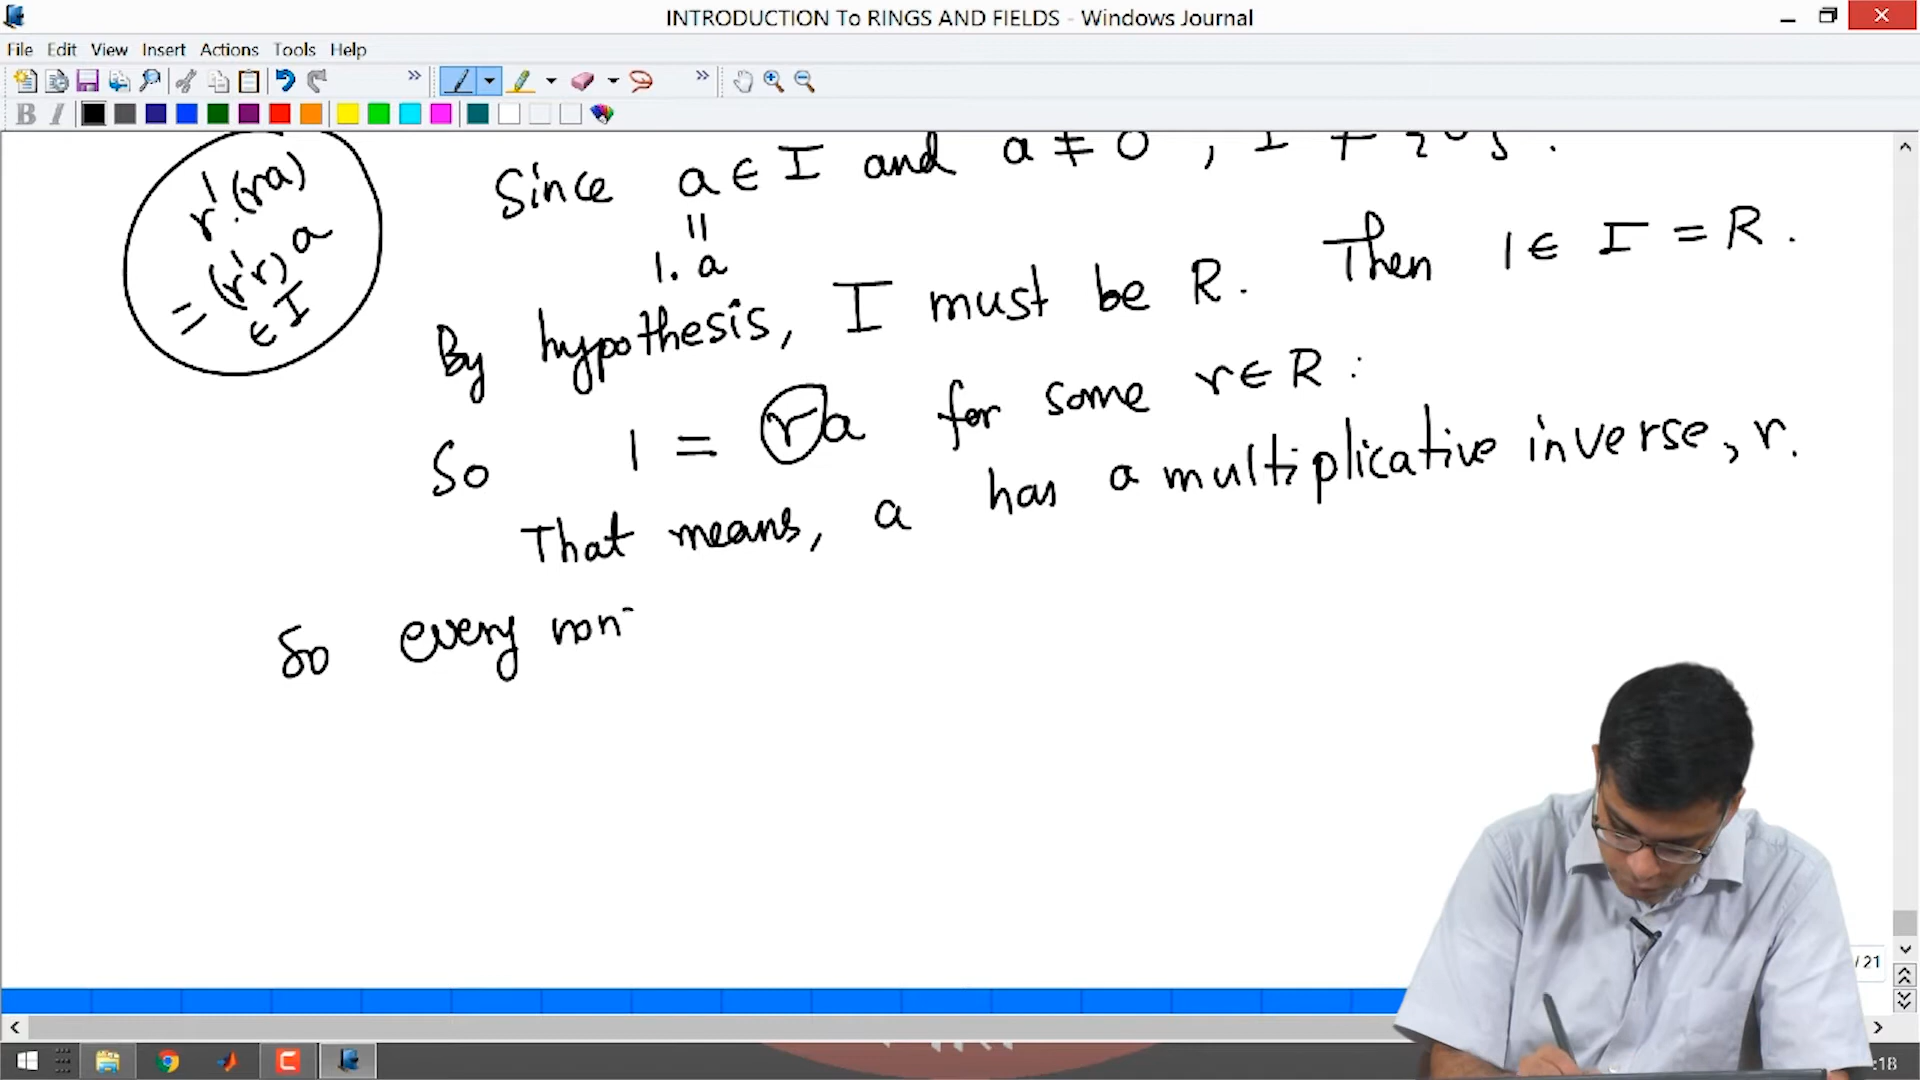 INTRODUCTION To RINGS AND FIELDS - Windows Journal
File Edit View Insert Actions Tools Help
B I
r'.(ra)
= (r'r) a
∈ I
Since a ∈ I and a ≠ 0 , I ≠ {0} .
=
1. a
By hypothesis, I must be R. Then 1 ∈ I = R .
So 1 = ra for some r ∈ R :
That means, a has a multiplicative inverse, r.
So every non-
/ 21
:18